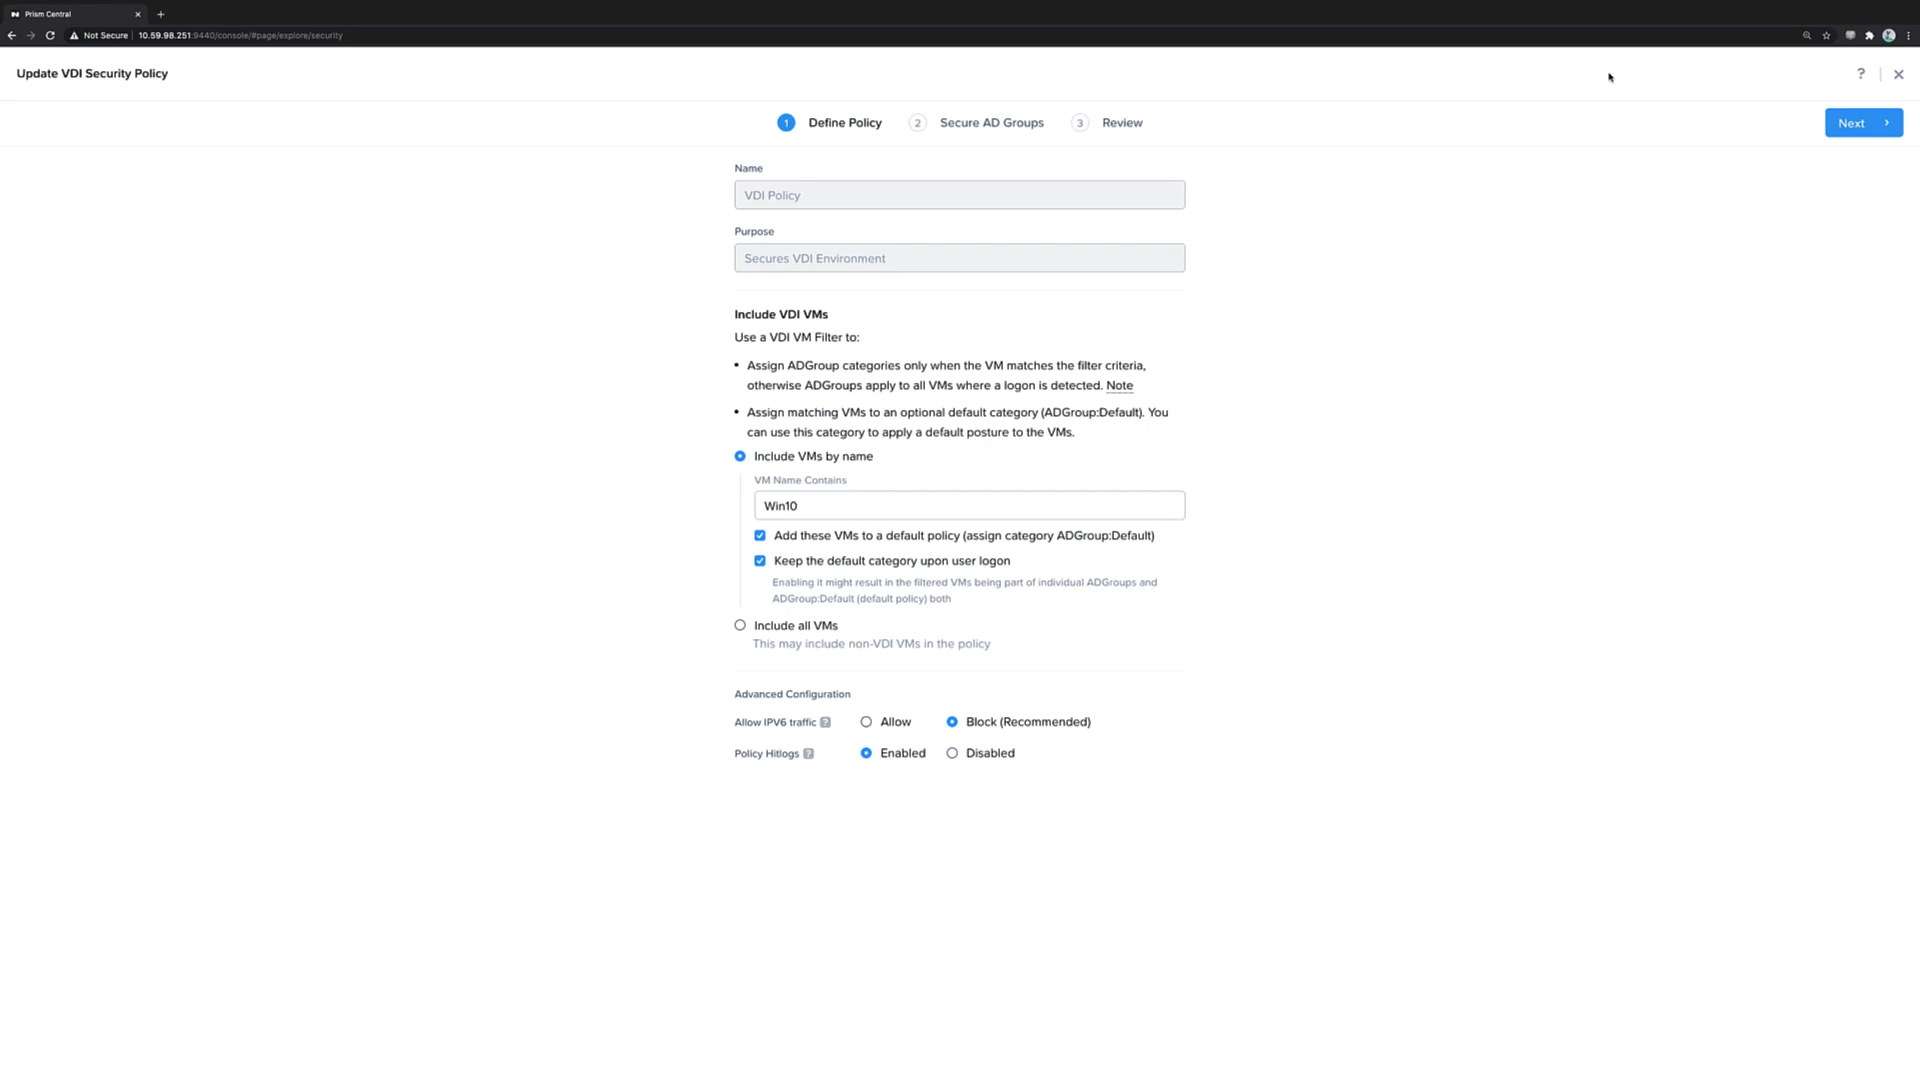 Prism Central
Not Secure 10.59.98.251:9440/console/#page/explore/security
Update VDI Security Policy
?
1 Define Policy 2 Secure AD Groups 3 Review
Next
Name
VDI Policy
Purpose
Secures VDI Environment
Include VDI VMs
Use a VDI VM Filter to:
• Assign ADGroup categories only when the VM matches the filter criteria,
otherwise ADGroups apply to all VMs where a logon is detected. Note
• Assign matching VMs to an optional default category (ADGroup:Default). You
can use this category to apply a default posture to the VMs.
Include VMs by name
VM Name Contains
Win10
Add these VMs to a default policy (assign category ADGroup:Default)
Keep the default category upon user logon
Enabling it might result in the filtered VMs being part of individual ADGroups and
ADGroup:Default (default policy) both
Include all VMs
This may include non-VDI VMs in the policy
Advanced Configuration
Allow IPV6 traffic ? Allow Block (Recommended)
Policy Hitlogs ? Enabled Disabled